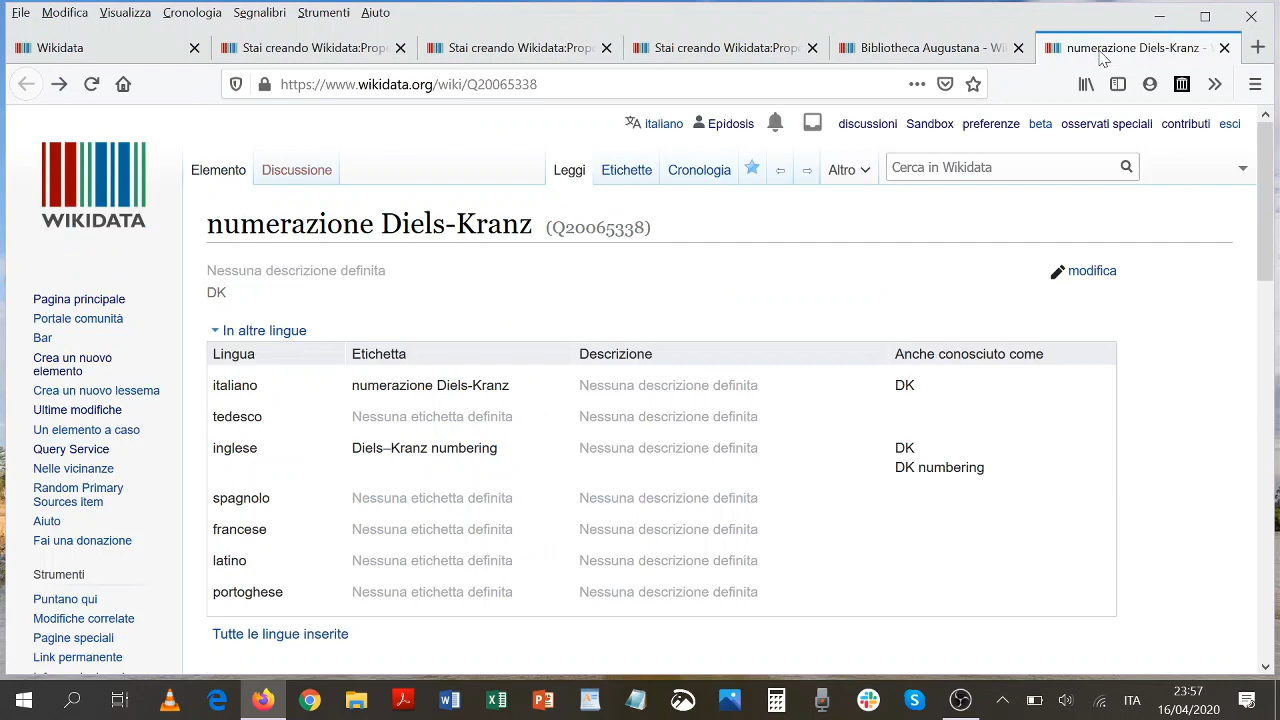 File Modifica Visualizza Cronologia Segnalibri Strumenti Aiuto
Wikidata
Stai creando Wikidata:Prope
Stai creando Wikidata:Prope
Stai creando Wikidata:Prope
Bibliotheca Augustana - Wi
numerazione Diels-Kranz -
https://www.wikidata.org/wiki/Q20065338
italiano Epidosis discussioni Sandbox preferenze beta osservati speciali contributi esci
Elemento Discussione Leggi Etichette Cronologia Altro Cerca in Wikidata
WIKIDATA
numerazione Diels-Kranz (Q20065338)
Nessuna descrizione definita
modifica
DK
In altre lingue
Lingua Etichetta Descrizione Anche conosciuto come
italiano numerazione Diels-Kranz Nessuna descrizione definita DK
tedesco Nessuna etichetta definita Nessuna descrizione definita
inglese Diels–Kranz numbering Nessuna descrizione definita DK
DK numbering
spagnolo Nessuna etichetta definita Nessuna descrizione definita
francese Nessuna etichetta definita Nessuna descrizione definita
latino Nessuna etichetta definita Nessuna descrizione definita
portoghese Nessuna etichetta definita Nessuna descrizione definita
Tutte le lingue inserite
Pagina principale
Portale comunità
Bar
Crea un nuovo
elemento
Crea un nuovo lessema
Ultime modifiche
Un elemento a caso
Query Service
Nelle vicinanze
Random Primary
Sources item
Aiuto
Fai una donazione
Strumenti
Puntano qui
Modifiche correlate
Pagine speciali
Link permanente
ITA
23:57
16/04/2020